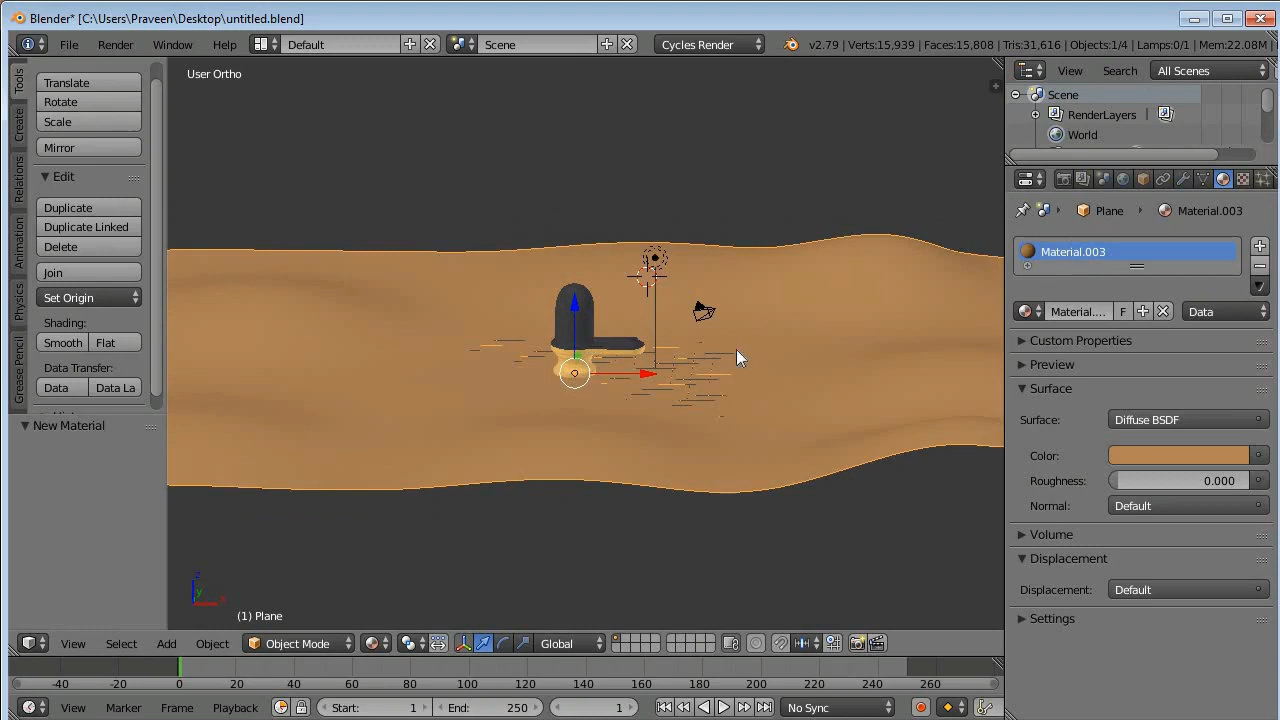 Blender* [C:\Users\Praveen\Desktop\untitled.blend]
File Render Window Help Default Scene Cycles Render v2.79 | Verts:15,939 | Faces:15,808 | Tris:31,616 | Objects:1/4 | Lamps:0/1 | Mem:22.08M |
User Ortho
View Search All Scenes
Scene
RenderLayers
World
Tools
Create
Relations
Animation
Physics
Grease Pencil
Translate
Rotate
Scale
Mirror
Edit
Duplicate
Duplicate Linked
Delete
Join
Set Origin
Shading:
Smooth Flat
Data Transfer:
Data Data La
New Material
Plane Material.003
Material.003
Material.... F Data
Custom Properties
Preview
Surface
Surface: Diffuse BSDF
Color:
Roughness: 0.000
Normal: Default
Volume
Displacement
Displacement: Default
Settings
z
y
x
(1) Plane
View Select Add Object Object Mode Global
-40 -20 0 20 40 60 80 100 120 140 160 180 200 220 240 260
View Marker Frame Playback Start: 1 End: 250 1 No Sync